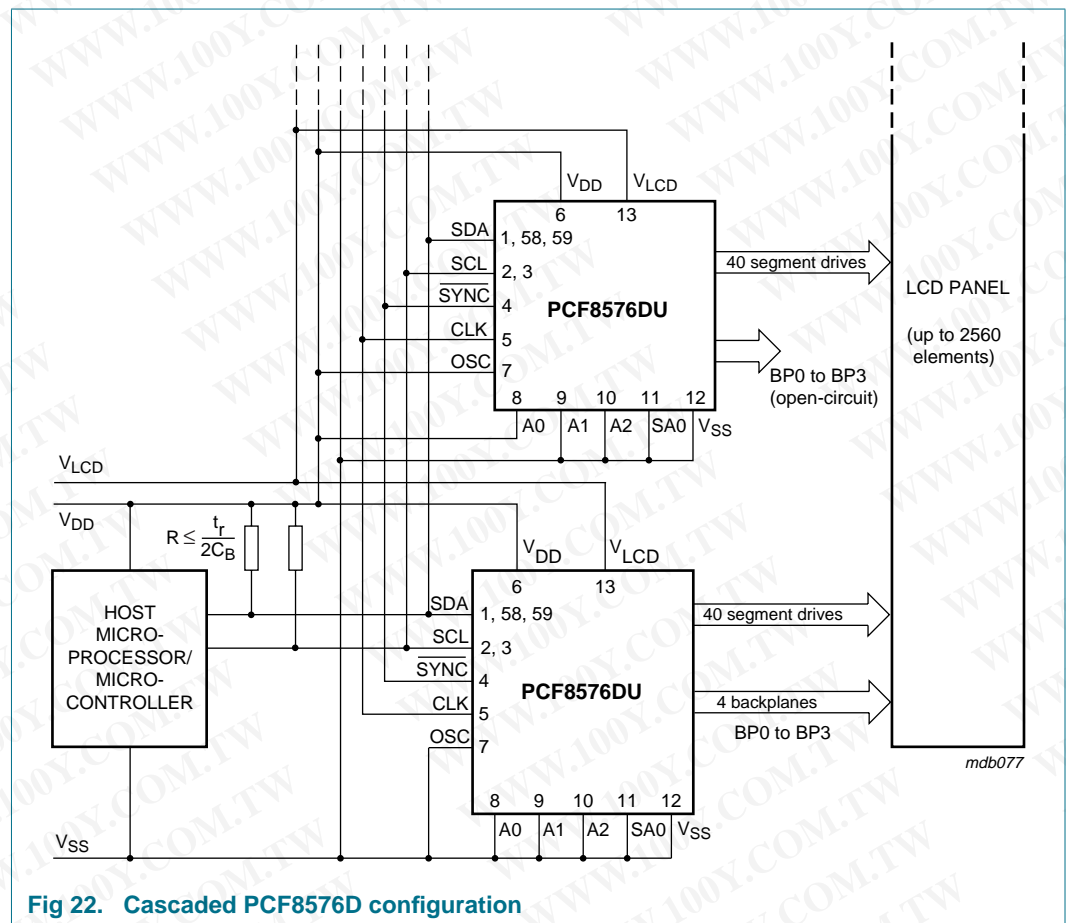 V_DD V_LCD
6 13
SDA 1, 58, 59
SCL 2, 3
SYNC 4
CLK 5
OSC 7
PCF8576DU
8 9 10 11 12
A0 A1 A2 SA0 V_SS
40 segment drives
BP0 to BP3
(open-circuit)
LCD PANEL
(up to 2560
elements)
V_LCD
V_DD
R ≤ t_r / 2C_B
HOST
MICRO-
PROCESSOR/
MICRO-
CONTROLLER
V_SS
V_DD V_LCD
6 13
SDA 1, 58, 59
SCL 2, 3
SYNC 4
CLK 5
OSC 7
PCF8576DU
8 9 10 11 12
A0 A1 A2 SA0 V_SS
40 segment drives
4 backplanes
BP0 to BP3
mdb077
Fig 22. Cascaded PCF8576D configuration
WWW.100Y.COM.TW